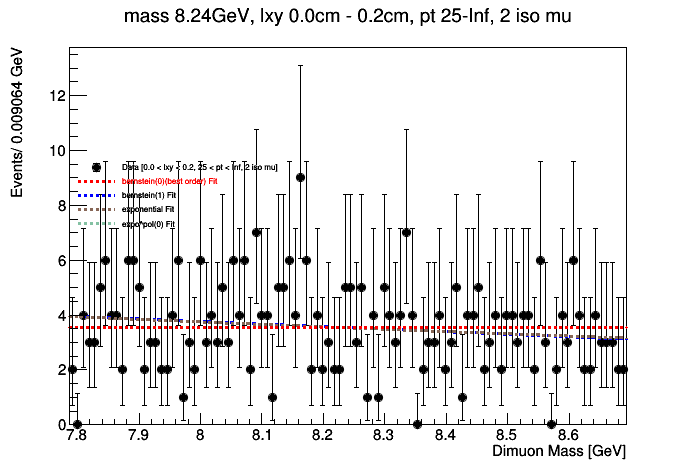 mass 8.24GeV, lxy 0.0cm - 0.2cm, pt 25-Inf, 2 iso mu
Events/ 0.009064 GeV
12
10
8
6
4
2
0
Data [0.0 < lxy < 0.2, 25 < pt < Inf, 2 iso mu]
bernstein(0)(best order) Fit
bernstein(1) Fit
exponential Fit
expo*pol(0) Fit
7.8 7.9 8 8.1 8.2 8.3 8.4 8.5 8.6
Dimuon Mass [GeV]